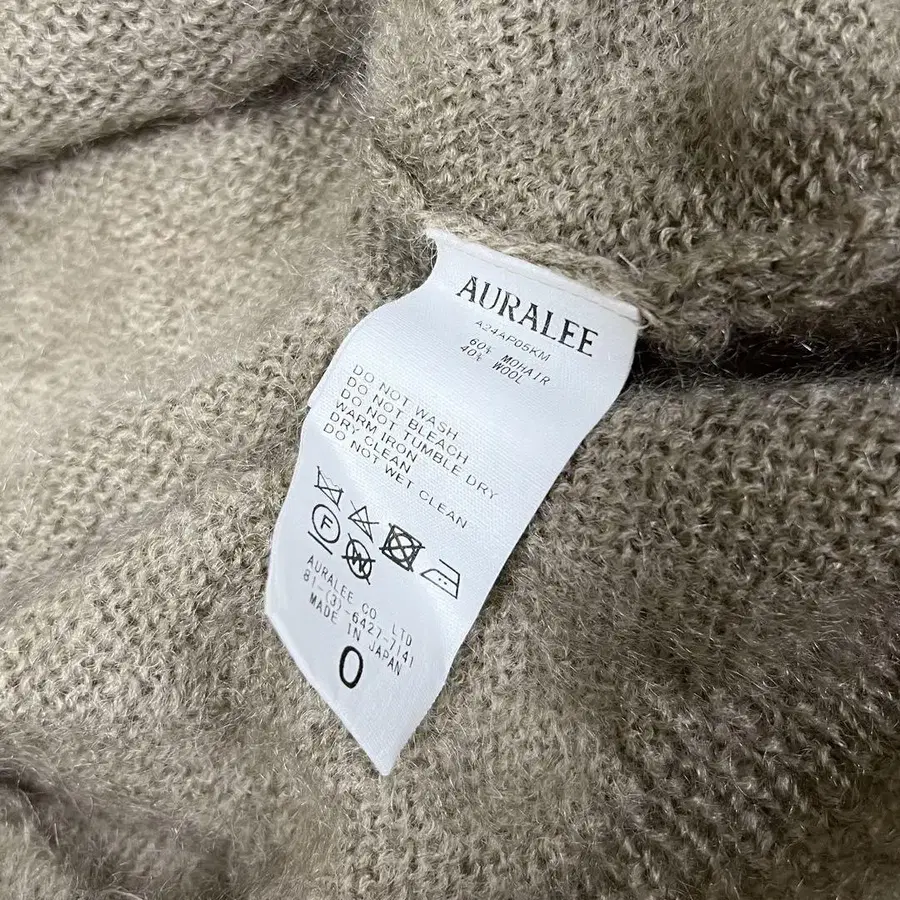 AURALEE
A24AP05KM
60% MOHAIR
40% WOOL
DO NOT WASH
DO NOT BLEACH
DO NOT TUMBLE DRY
WARM IRON
DRY CLEAN
DO NOT WET CLEAN
F
W
AURALEE CO. LTD
81-(3)-6427-7141
MADE IN JAPAN
0